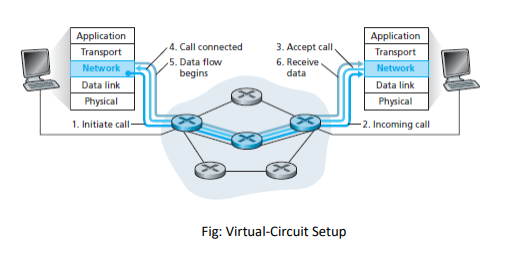 Application
Transport
Network
Data link
Physical
4. Call connected
5. Data flow
begins
1. Initiate call
3. Accept call
6. Receive
data
Application
Transport
Network
Data link
Physical
2. Incoming call
Fig: Virtual-Circuit Setup